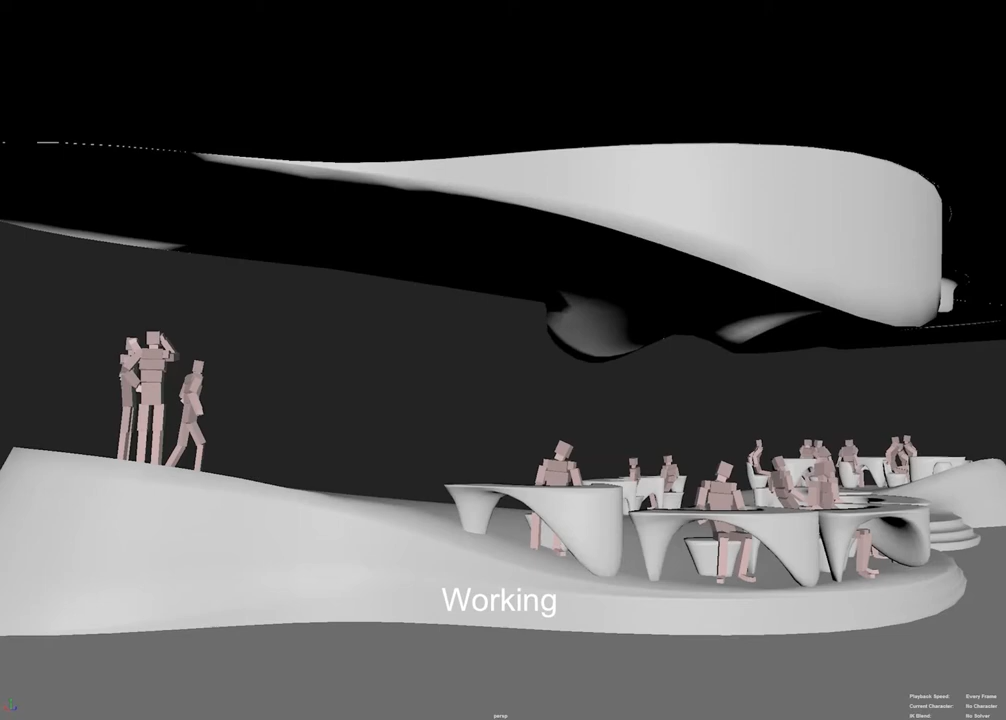 Working
Playback Speed: Every Frame
Current Character: No Character
IK Blend: No Solver
persp